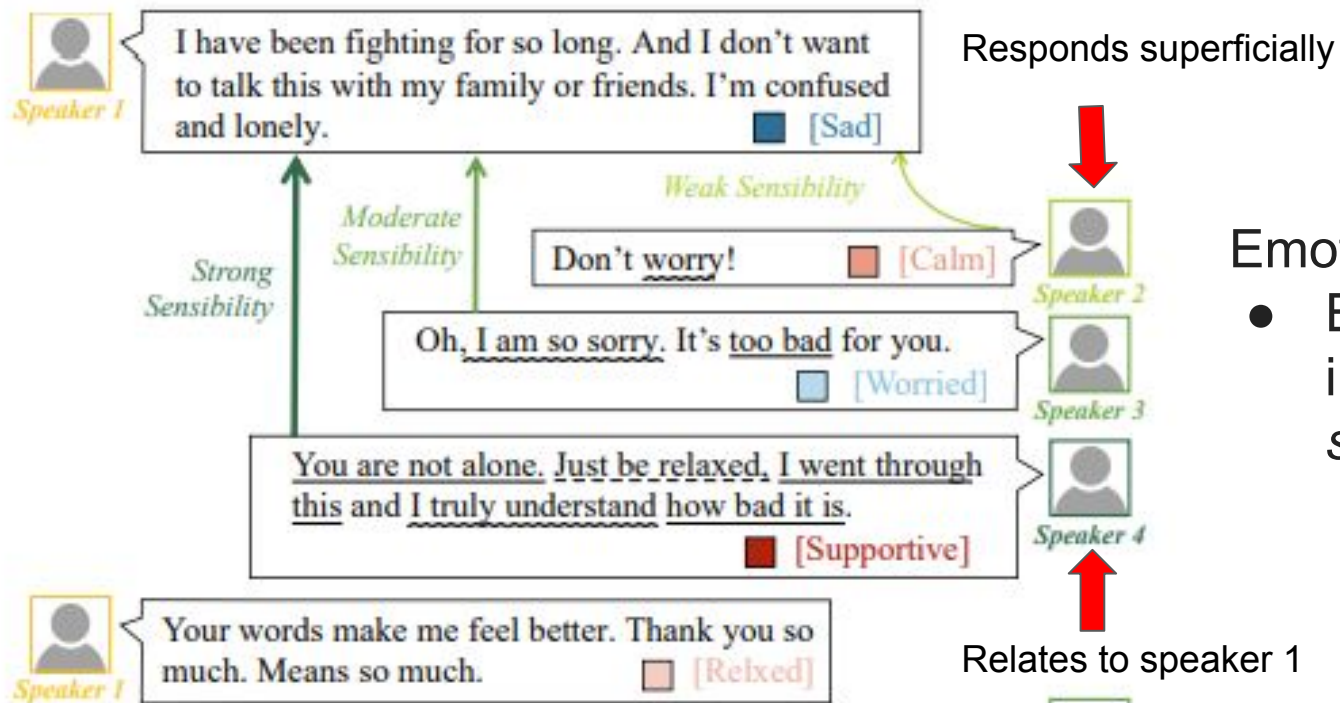 I have been fighting for so long. And I don't want
to talk this with my family or friends. I'm confused
and lonely.
[Sad]
Speaker 1
Responds superficially
Weak Sensibility
Moderate
Sensibility
Strong
Sensibility
Don't worry!
[Calm]
Speaker 2
Oh, I am so sorry. It's too bad for you.
[Worried]
Speaker 3
You are not alone. Just be relaxed, I went through
this and I truly understand how bad it is.
[Supportive]
Speaker 4
Relates to speaker 1
Your words make me feel better. Thank you so
much. Means so much.
[Relxed]
Speaker 1